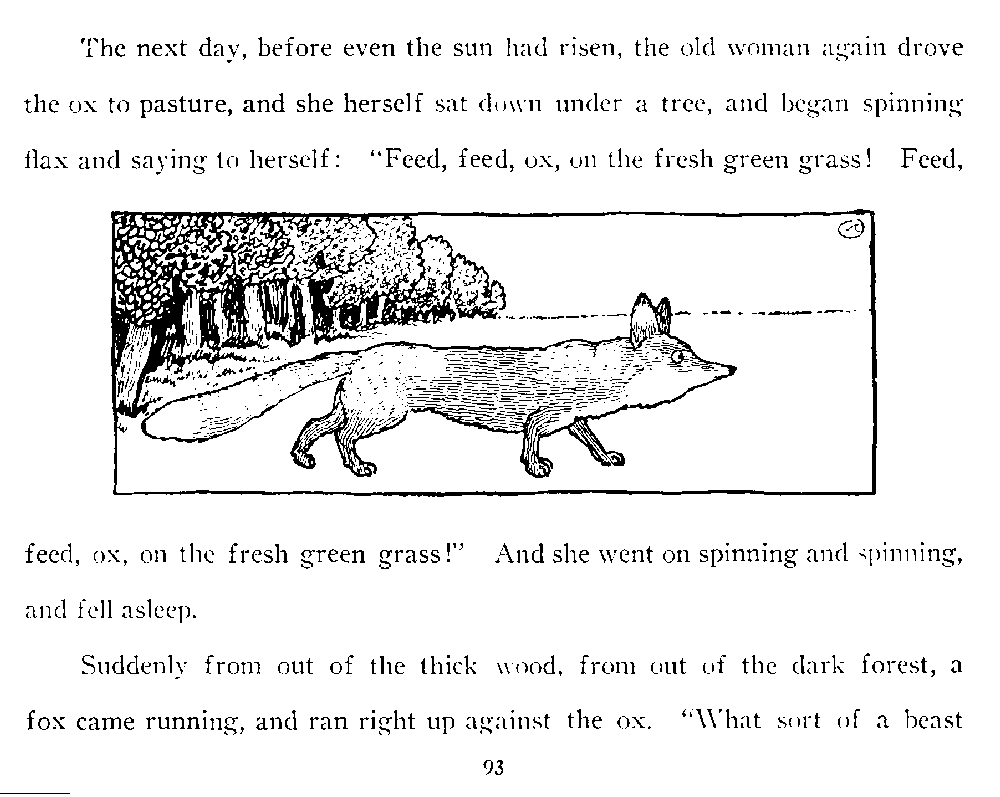 The next day, before even the sun had risen, the old woman again drove
the ox to pasture, and she herself sat down under a tree, and began spinning
flax and saying to herself: “Feed, feed, ox, on the fresh green grass! Feed,
feed, ox, on the fresh green grass!” And she went on spinning and spinning,
and fell asleep.
Suddenly from out of the thick wood, from out of the dark forest, a
fox came running, and ran right up against the ox. “What sort of a beast
93